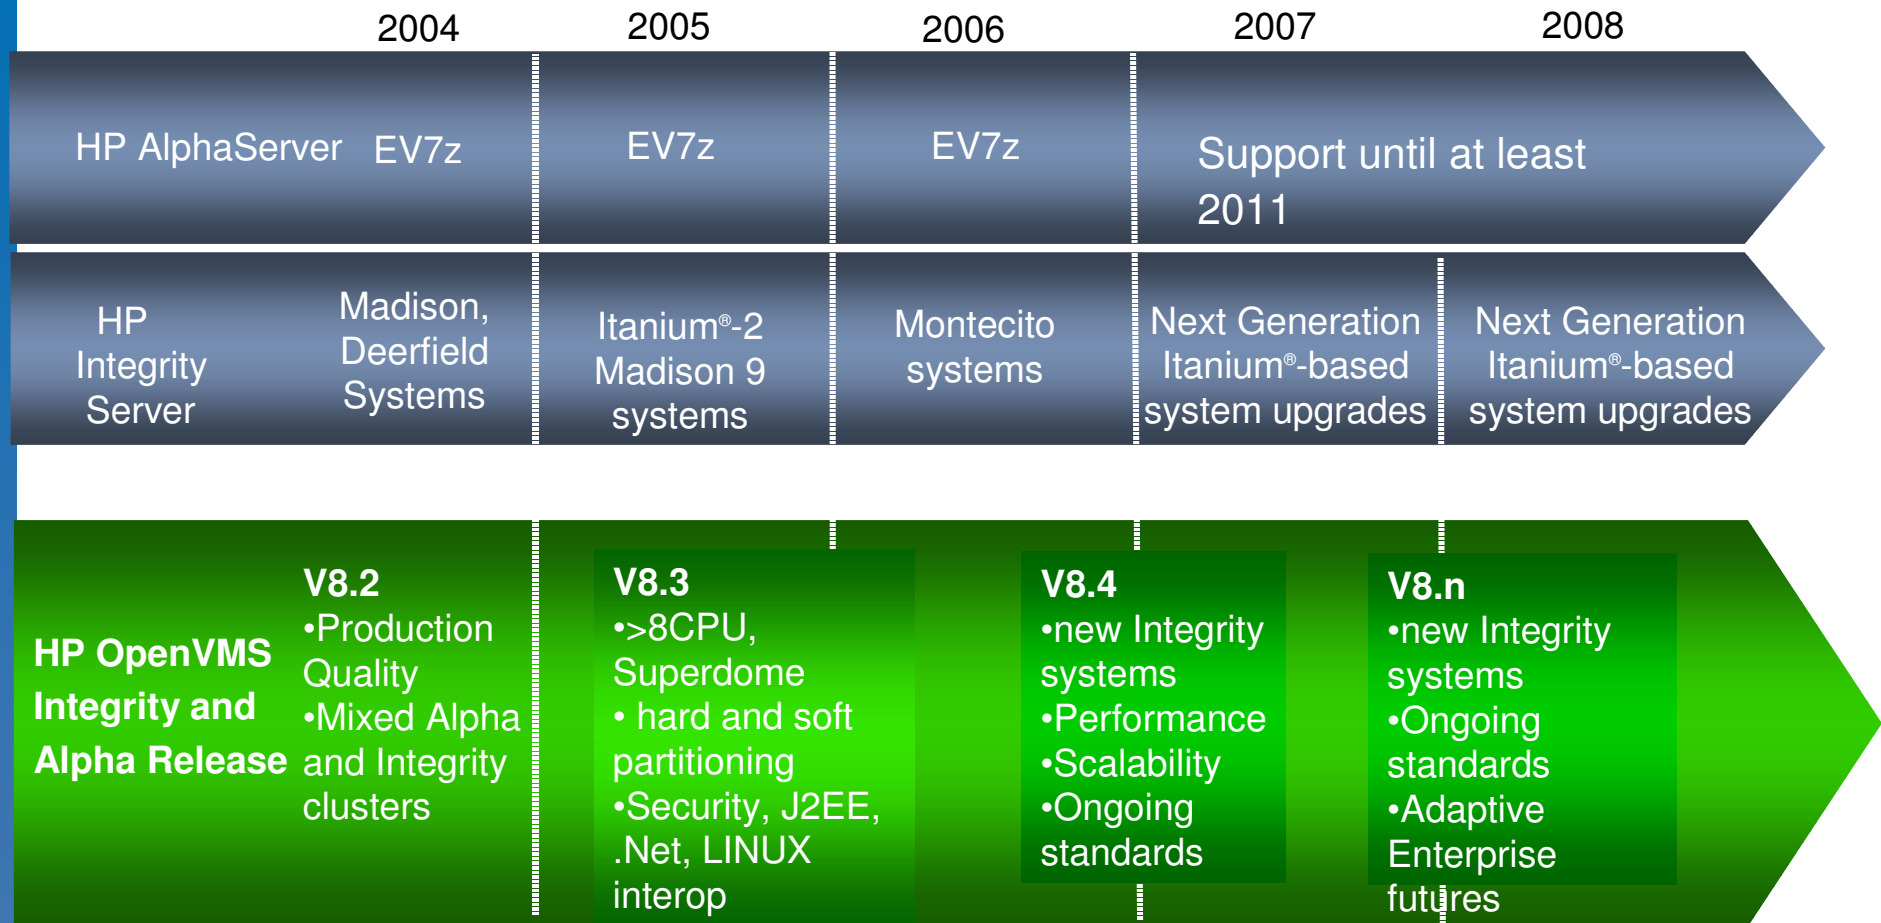 2004
2005
2006
2007
2008
HP AlphaServer
EV7z
EV7z
EV7z
Support until at least
2011
HP
Integrity
Server
Madison,
Deerfield
Systems
Itanium®-2
Madison 9
systems
Montecito
systems
Next Generation
Itanium®-based
system upgrades
Next Generation
Itanium®-based
system upgrades
HP OpenVMS
Integrity and
Alpha Release
V8.2
•Production
Quality
•Mixed Alpha
and Integrity
clusters
V8.3
•>8CPU,
Superdome
• hard and soft
partitioning
•Security, J2EE,
.Net, LINUX
interop
V8.4
•new Integrity
systems
•Performance
•Scalability
•Ongoing
standards
V8.n
•new Integrity
systems
•Ongoing
standards
•Adaptive
Enterprise
futures